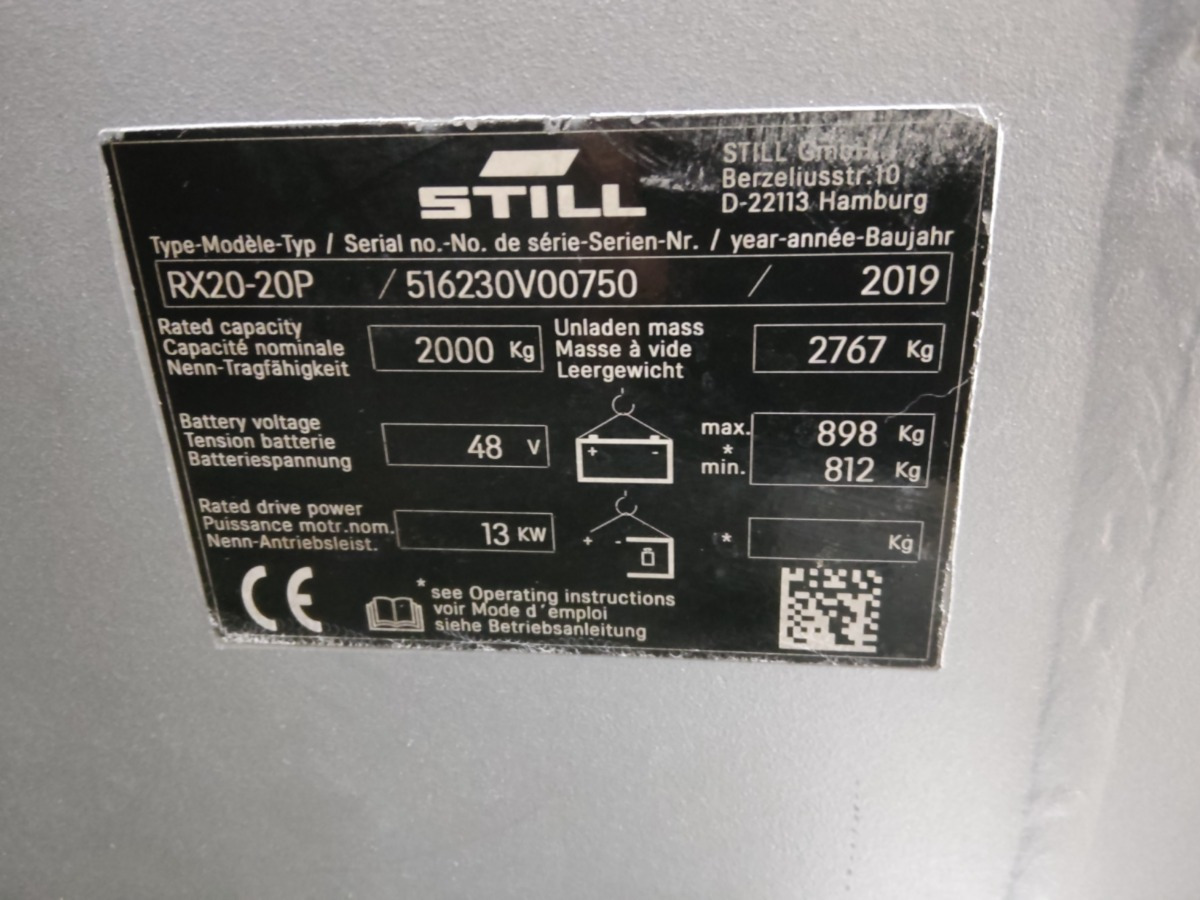 STILL
STILL GmbH
Berzeliusstr.10
D-22113 Hamburg
Type-Modèle-Typ / Serial no.-No. de série-Serien-Nr. / year-année-Baujahr
RX20-20P / 516230V00750 / 2019
Rated capacity
Capacité nominale
Nenn-Tragfähigkeit
2000 Kg
Unladen mass
Masse à vide
Leergewicht
2767 Kg
Battery voltage
Tension batterie
Batteriespannung
48 V
+ -
max. 898 Kg
*
min. 812 Kg
Rated drive power
Puissance motr.nom.
Nenn-Antriebsleist.
13 KW
+ -
* Kg
CE
* see Operating instructions
voir Mode d'emploi
siehe Betriebsanleitung